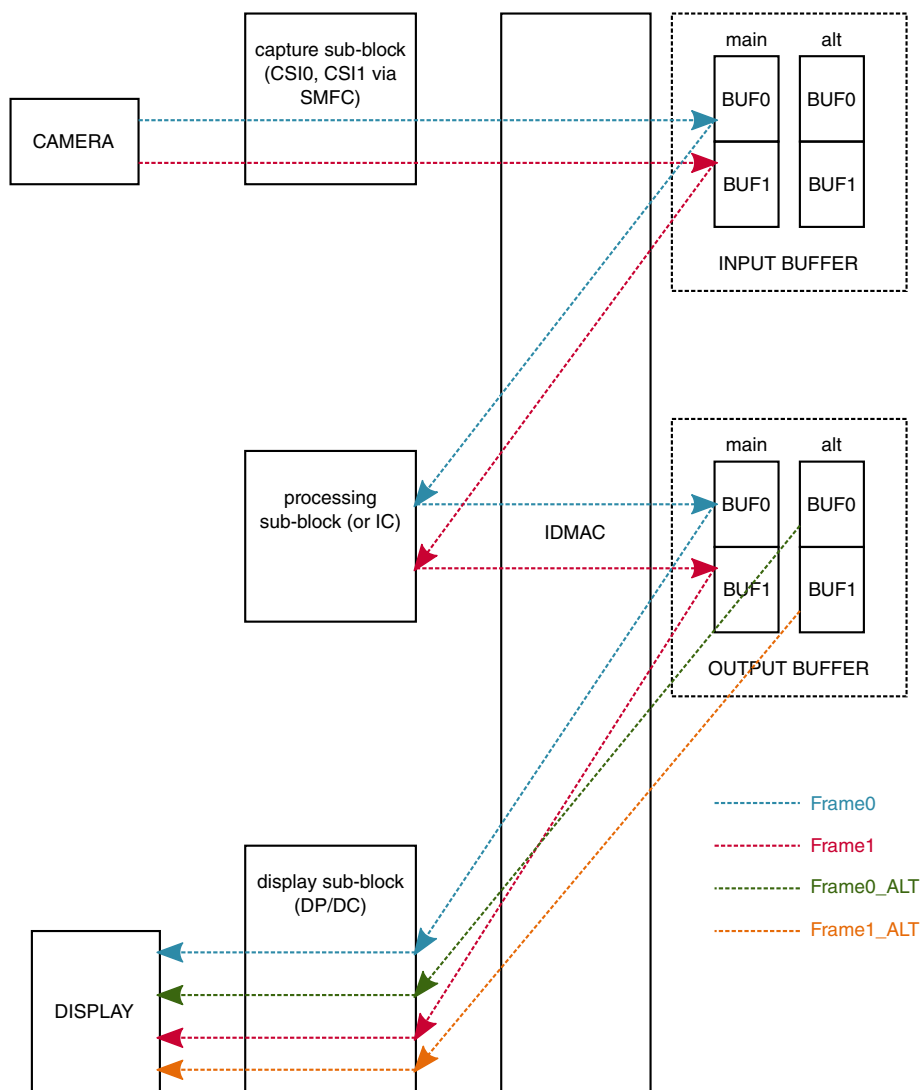 capture sub-block
(CSI0, CSI1 via
SMFC)
CAMERA
main
alt
BUF0
BUF0
BUF1
BUF1
INPUT BUFFER
processing
sub-block (or IC)
IDMAC
main
alt
BUF0
BUF0
BUF1
BUF1
OUTPUT BUFFER
Frame0
Frame1
Frame0_ALT
Frame1_ALT
display sub-block
(DP/DC)
DISPLAY